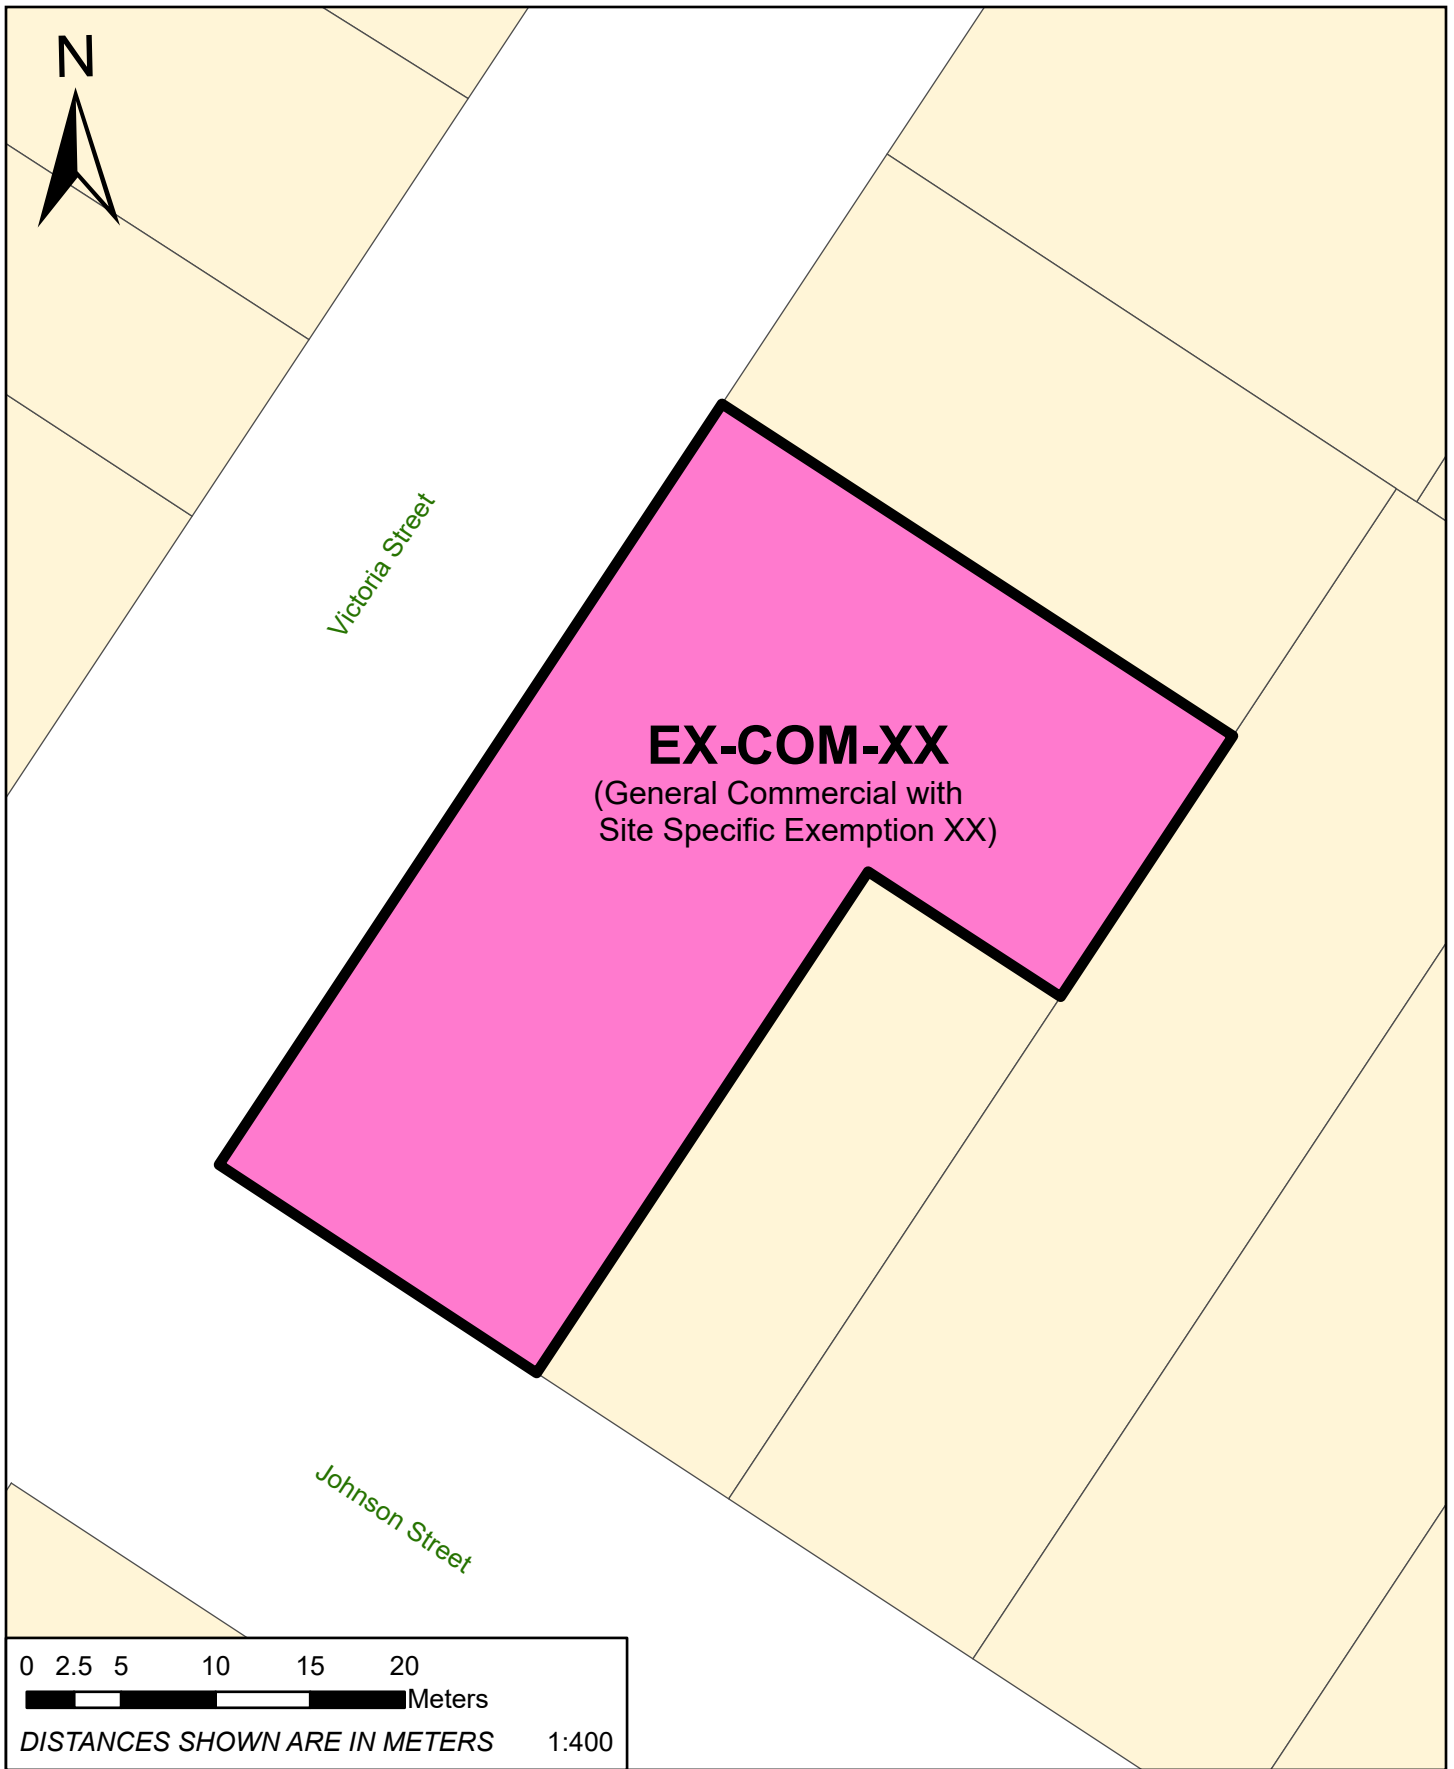 N
Victoria Street
EX-COM-XX
(General Commercial with
Site Specific Exemption XX)
Johnson Street
0 2.5 5 10 15 20
Meters
DISTANCES SHOWN ARE IN METERS 1:400